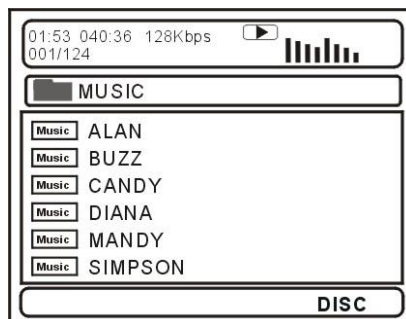 01:53 040:36 128Kbps
001/124
MUSIC
Music ALAN
Music BUZZ
Music CANDY
Music DIANA
Music MANDY
Music SIMPSON
DISC